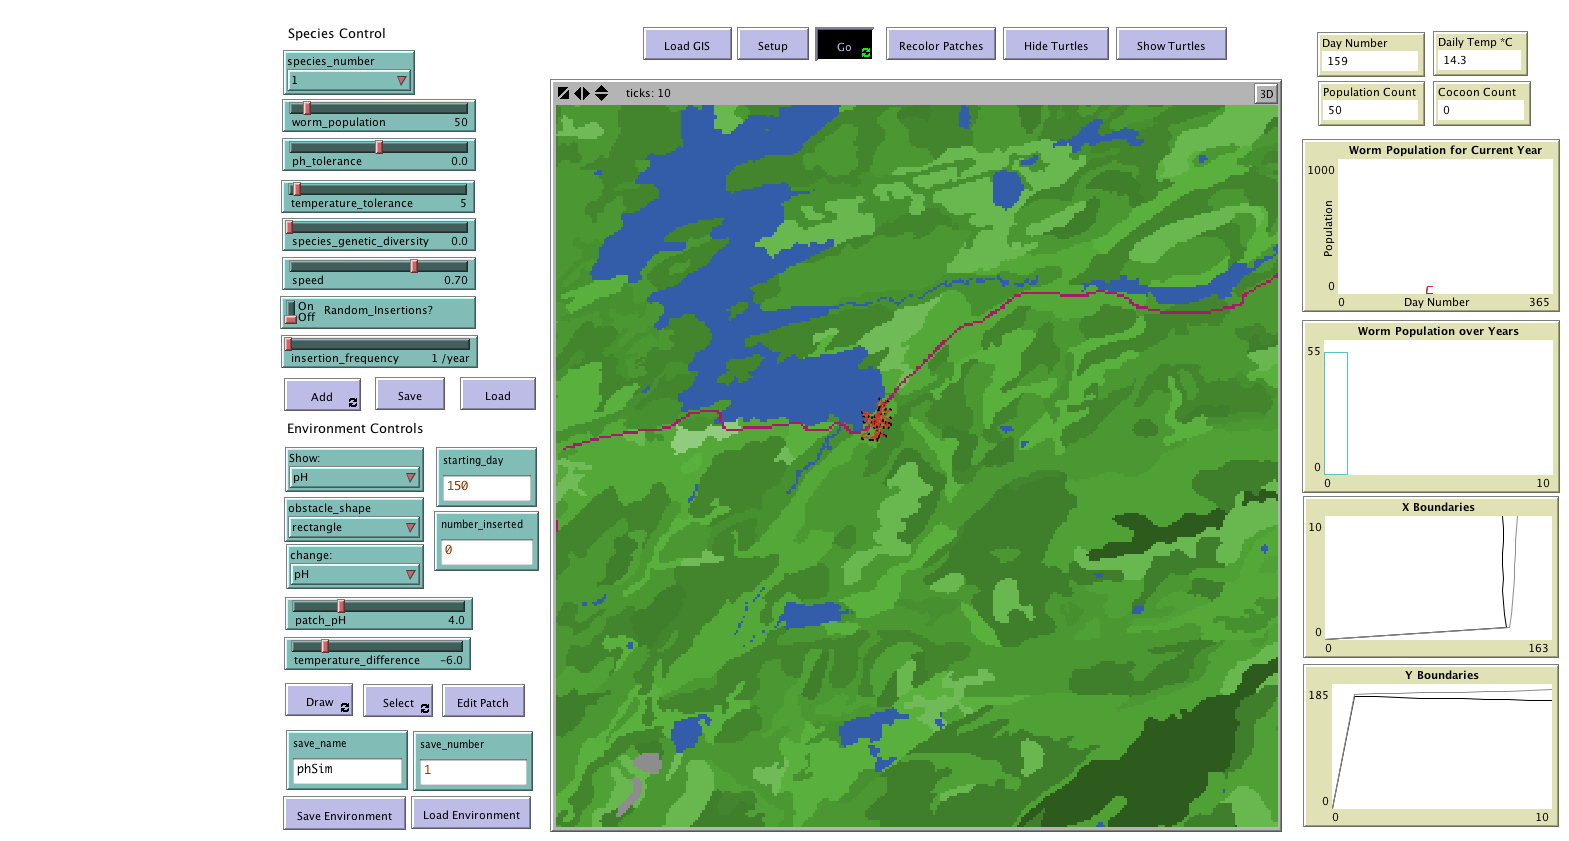 Species Control
species_number
1
worm_population 50
ph_tolerance 0.0
temperature_tolerance 5
species_genetic_diversity 0.0
speed 0.70
On
Off
Random_Insertions?
insertion_frequency 1 /year
Add
Save
Load
Environment Controls
Show:
pH
starting_day
150
obstacle_shape
rectangle
number_inserted
0
change:
pH
patch_pH 4.0
temperature_difference -6.0
Draw
Select
Edit Patch
save_name
phSim
save_number
1
Save Environment
Load Environment
Load GIS
Setup
Go
Recolor Patches
Hide Turtles
Show Turtles
ticks: 10
3D
Day Number
159
Daily Temp *C
14.3
Population Count
50
Cocoon Count
0
Worm Population for Current Year
1000
Population
0
0 Day Number 365
Worm Population over Years
55
0
0 10
X Boundaries
10
0
0 163
Y Boundaries
185
0
0 10